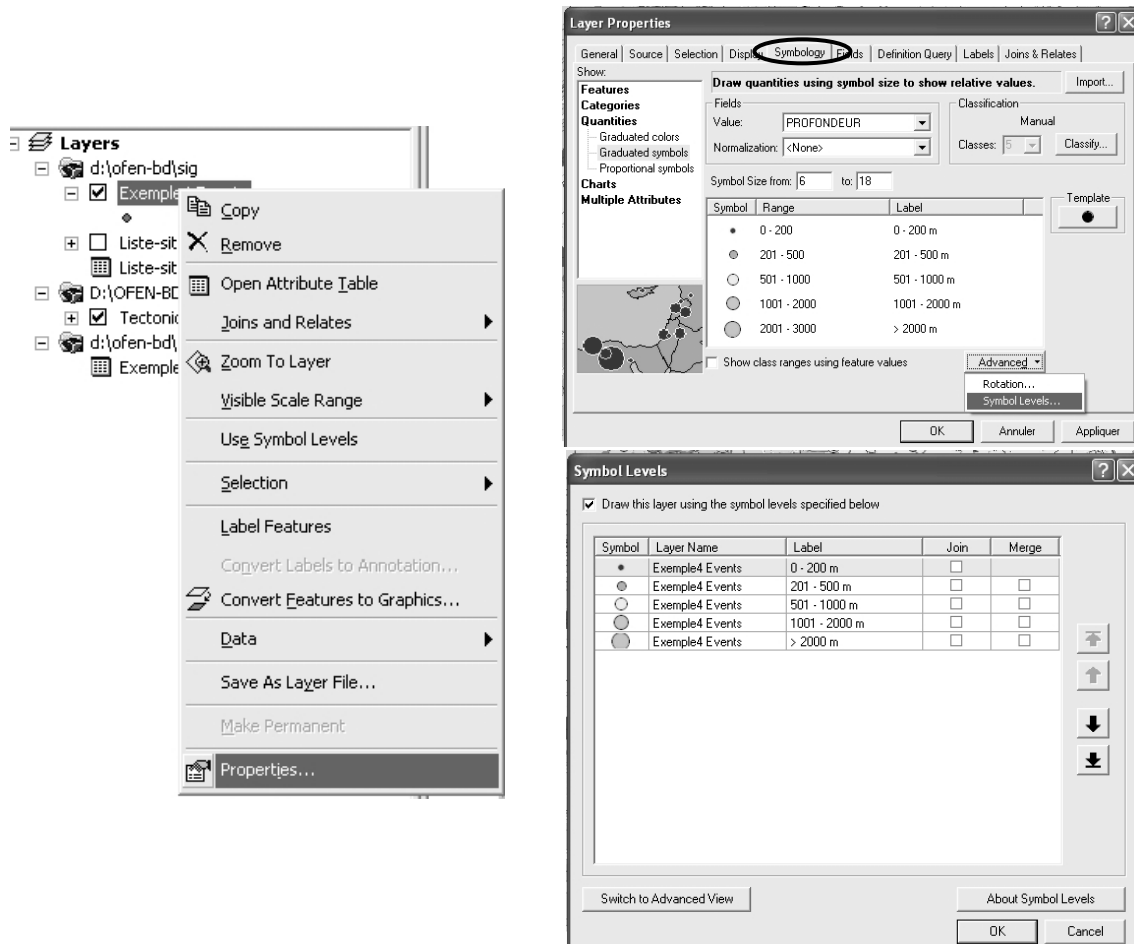 Layers
d:\ofen-bd\sig
Exemple4 Events
Liste-sit
Liste-sit
D:\OFEN-BD
Tectonic
d:\ofen-bd\
Exemple
Copy
Remove
Open Attribute Table
Joins and Relates
Zoom To Layer
Visible Scale Range
Use Symbol Levels
Selection
Label Features
Convert Labels to Annotation...
Convert Features to Graphics...
Data
Save As Layer File...
Make Permanent
Properties...
Layer Properties
General Source Selection Display Symbology Fields Definition Query Labels Joins & Relates
Show:
Features
Categories
Quantities
Graduated colors
Graduated symbols
Proportional symbols
Charts
Multiple Attributes
Draw quantities using symbol size to show relative values.
Import...
Fields
Value: PROFONDEUR
Normalization: <None>
Classification
Manual
Classes: 5 Classify...
Symbol Size from: 6 to: 18
Template
Symbol Range Label
0 - 200 0 - 200 m
201 - 500 201 - 500 m
501 - 1000 501 - 1000 m
1001 - 2000 1001 - 2000 m
2001 - 3000 > 2000 m
Show class ranges using feature values
Advanced
Rotation...
Symbol Levels...
OK Annuler Appliquer
Symbol Levels
Draw this layer using the symbol levels specified below
Symbol Layer Name Label Join Merge
Exemple4 Events 0 - 200 m
Exemple4 Events 201 - 500 m
Exemple4 Events 501 - 1000 m
Exemple4 Events 1001 - 2000 m
Exemple4 Events > 2000 m
Switch to Advanced View
About Symbol Levels
OK Cancel